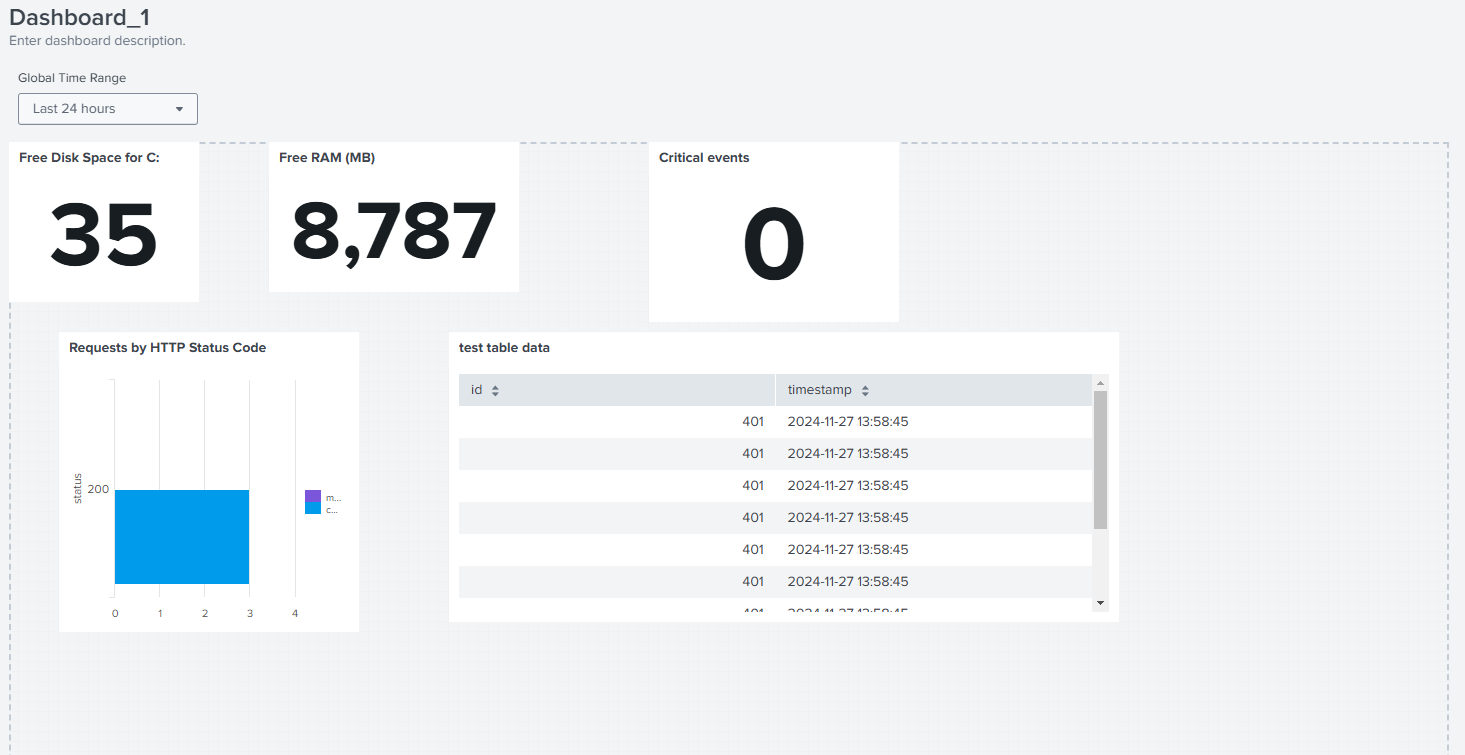 Dashboard_1
Enter dashboard description.
Global Time Range
Last 24 hours
Free Disk Space for C:
35
Free RAM (MB)
8,787
Critical events
0
Requests by HTTP Status Code
status
200
0 1 2 3 4
m...
c...
test table data
id timestamp
401 2024-11-27 13:58:45
401 2024-11-27 13:58:45
401 2024-11-27 13:58:45
401 2024-11-27 13:58:45
401 2024-11-27 13:58:45
401 2024-11-27 13:58:45